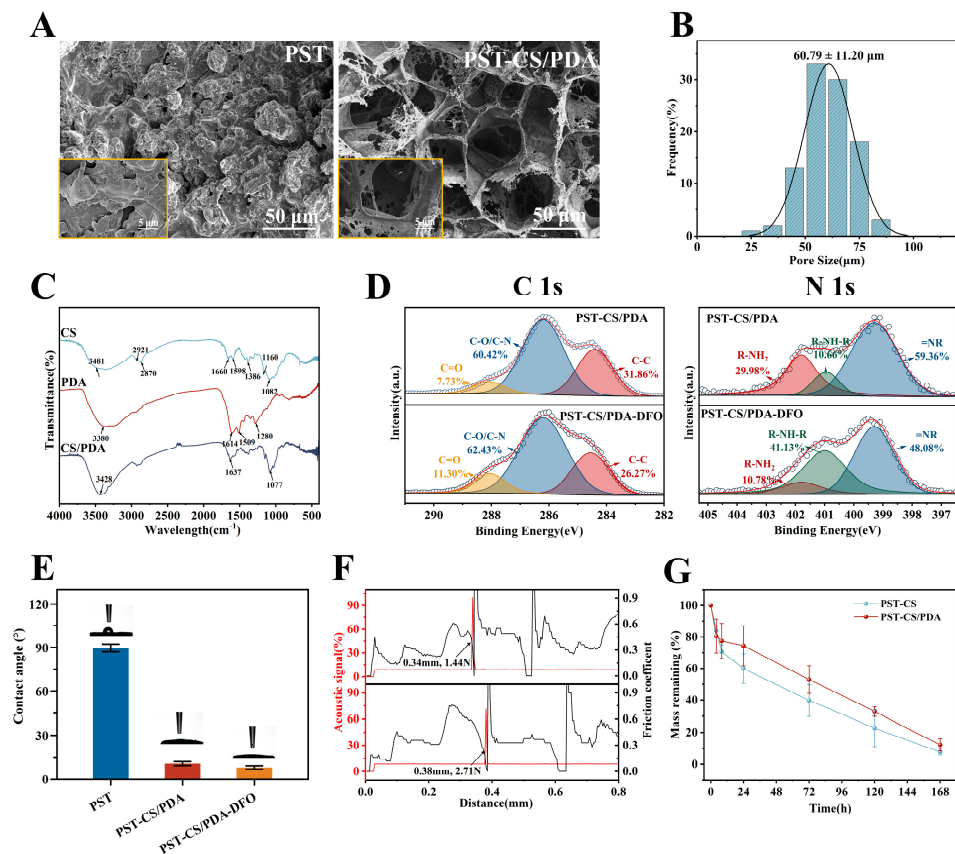 A
PST
5 μm
50 μm
PST-CS/PDA
5 μm
50 μm
B
60.79 ± 11.20 μm
Frequency(%)
30
20
10
0
0
25
50
75
100
Pore Size(μm)
C
Transmittance(%)
CS
3481
2921
2870
1660
1598
1386
1160
1082
PDA
3380
1614
1509
1280
CS/PDA
3428
1637
1077
4000 3500 3000 2500 2000 1500 1000 500
Wavelength(cm-1)
D
C 1s
N 1s
Intensity(a.u.)
PST-CS/PDA
C-O/C-N
60.42%
C=O
7.73%
C-C
31.86%
PST-CS/PDA-DFO
C-O/C-N
62.43%
C=O
11.30%
C-C
26.27%
290 288 286 284 282
Binding Energy(eV)
Intensity(a.u.)
PST-CS/PDA
R-NH-R
10.66%
=NR
59.36%
R-NH2
29.98%
PST-CS/PDA-DFO
R-NH-R
41.13%
=NR
48.08%
R-NH2
10.78%
405 404 403 402 401 400 399 398 397
Binding Energy(eV)
E
Contact angle (°)
120
90
60
30
0
PST
PST-CS/PDA
PST-CS/PDA-DFO
F
Acoustic signal(%)
Friction coefficent
90
60
30
0
0.9
0.6
0.3
0.0
0.34mm, 1.44N
90
60
30
0
0.9
0.6
0.3
0.0
0.38mm, 2.71N
0.0 0.2 0.4 0.6 0.8
Distance(mm)
G
Mass remaining (%)
100
80
60
40
20
0
PST-CS
PST-CS/PDA
0 24 72 120 168
Time(h)